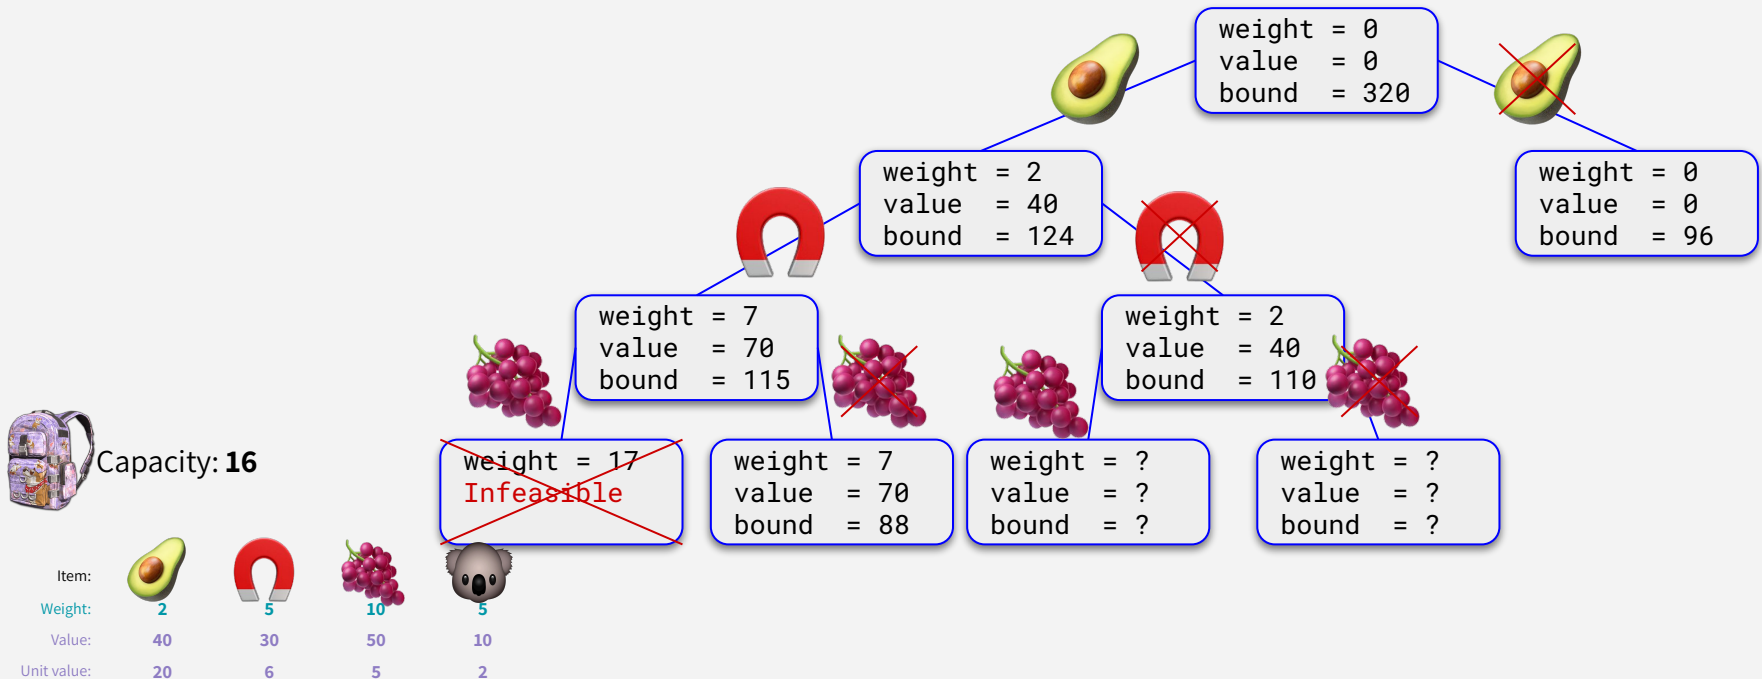 weight = 0
value = 0
bound = 320
weight = 2
value = 40
bound = 124
weight = 0
value = 0
bound = 96
weight = 7
value = 70
bound = 115
weight = 2
value = 40
bound = 110
weight = 17
Infeasible
weight = 7
value = 70
bound = 88
weight = ?
value = ?
bound = ?
weight = ?
value = ?
bound = ?
Capacity: 16
Item:
Weight: 2 5 10 5
Value: 40 30 50 10
Unit value: 20 6 5 2